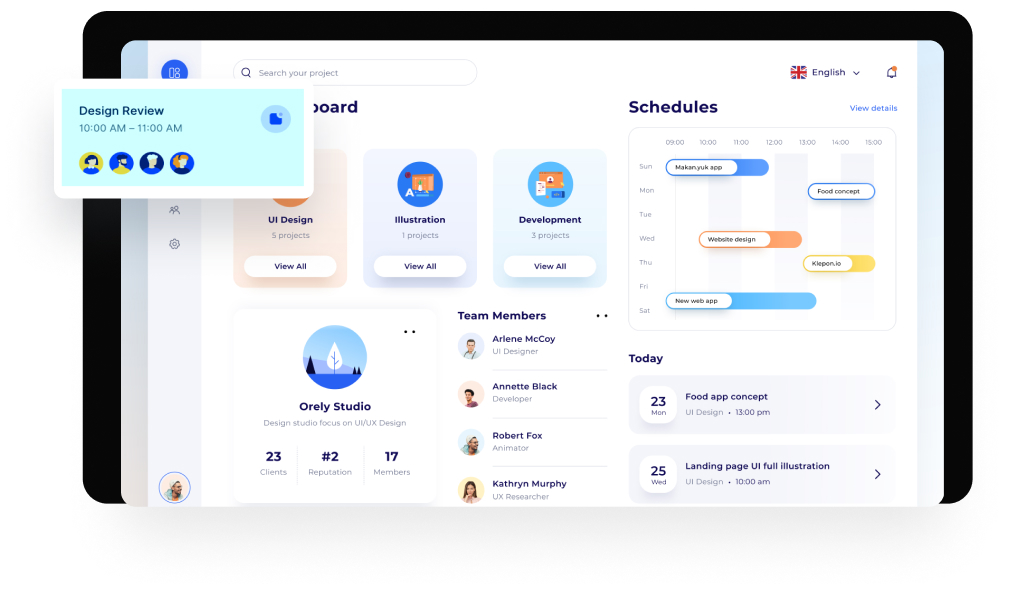 Search your project
English
Design Review
10:00 AM – 11:00 AM
board
UI Design
5 projects
View All
Illustration
1 projects
View All
Development
3 projects
View All
Orely Studio
Design studio focus on UI/UX Design
23
Clients
#2
Reputation
17
Members
Team Members
Arlene McCoy
UI Designer
Annette Black
Developer
Robert Fox
Animator
Kathryn Murphy
UX Researcher
Schedules
View details
09:00 10:00 11:00 12:00 13:00 14:00 15:00
Sun
Makan.yuk app
Mon
Food concept
Tue
Wed
Website design
Thu
Klepon.io
Fri
New web app
Sat
Today
23
Mon
Food app concept
UI Design • 13:00 pm
25
Wed
Landing page UI full illustration
UI Design • 10:00 am